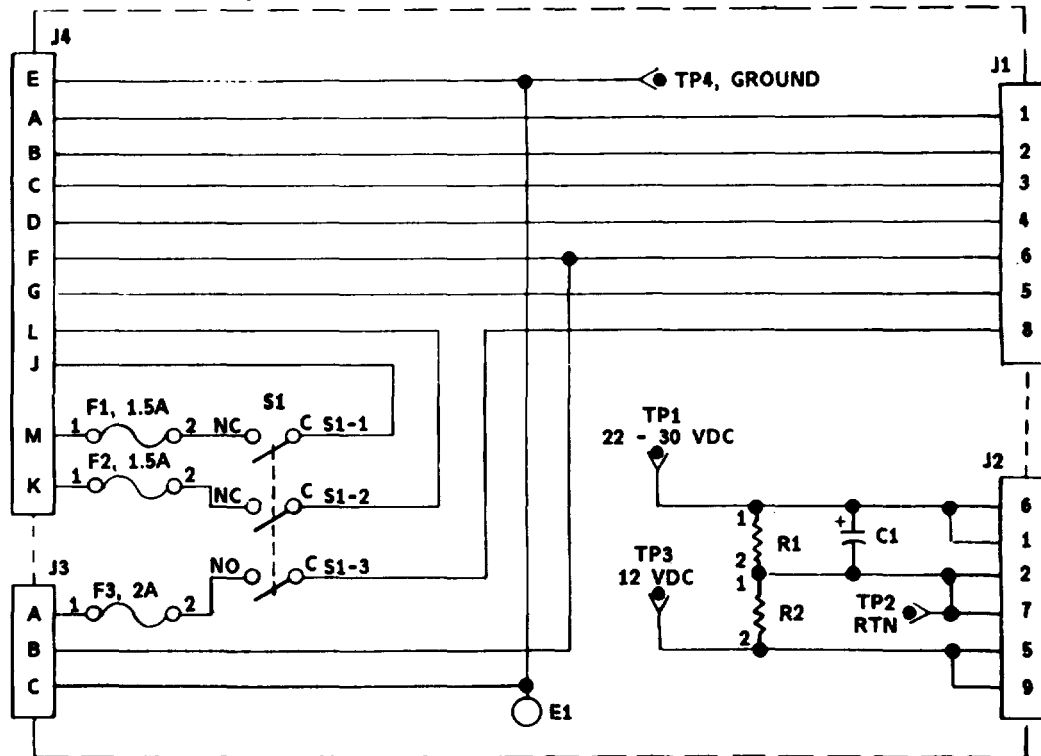 J4
J1
E
TP4, GROUND
A
1
B
2
C
3
D
4
F
6
G
5
L
8
J
F1, 1.5A
S1
M
1
2
NC
C S1-1
F2, 1.5A
K
1
2
NC
C S1-2
TP1
22 - 30 VDC
J2
6
1
+
C1
R1
1
TP3
12 VDC
2
2
1
J3
NO
C S1-3
F3, 2A
A
1
2
TP2
RTN
7
R2
B
2
5
C
9
E1